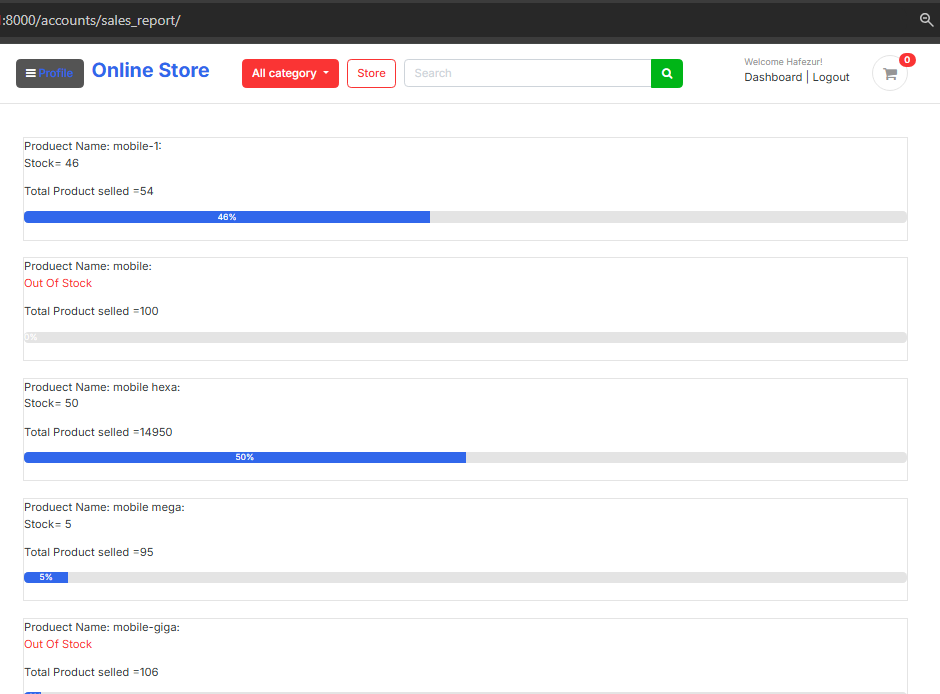 :8000/accounts/sales_report/
Profile
Online Store
All category
Store
Search
Welcome Hafezur!
Dashboard | Logout
0
Produect Name: mobile-1:
Stock= 46
Total Product selled =54
46%
Produect Name: mobile:
Out Of Stock
Total Product selled =100
0%
Produect Name: mobile hexa:
Stock= 50
Total Product selled =14950
50%
Produect Name: mobile mega:
Stock= 5
Total Product selled =95
5%
Produect Name: mobile-giga:
Out Of Stock
Total Product selled =106